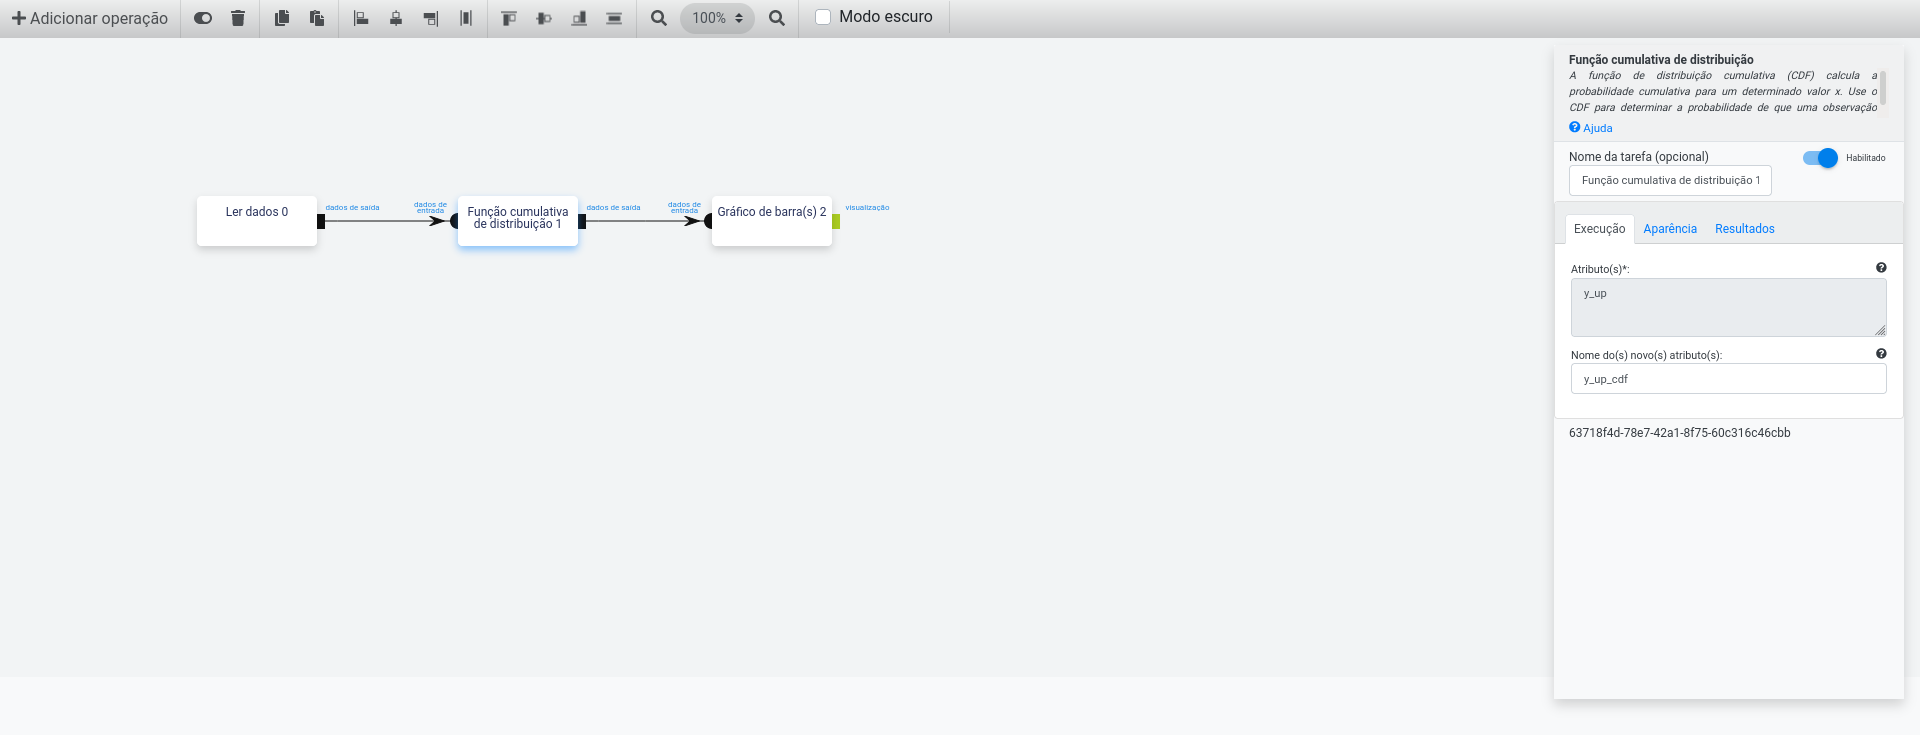 Adicionar operação
100%
Modo escuro
Ler dados 0
dados de saída
dados de
entrada
Função cumulativa
de distribuição 1
dados de saída
dados de
entrada
Gráfico de barra(s) 2
visualização
Função cumulativa de distribuição
A função de distribuição cumulativa (CDF) calcula a
probabilidade cumulativa para um determinado valor x. Use o
CDF para determinar a probabilidade de que uma observação
Ajuda
Nome da tarefa (opcional)
Habilitado
Função cumulativa de distribuição 1
Execução
Aparência
Resultados
Atributo(s)*:
y_up
Nome do(s) novo(s) atributo(s):
y_up_cdf
63718f4d-78e7-42a1-8f75-60c316c46cbb